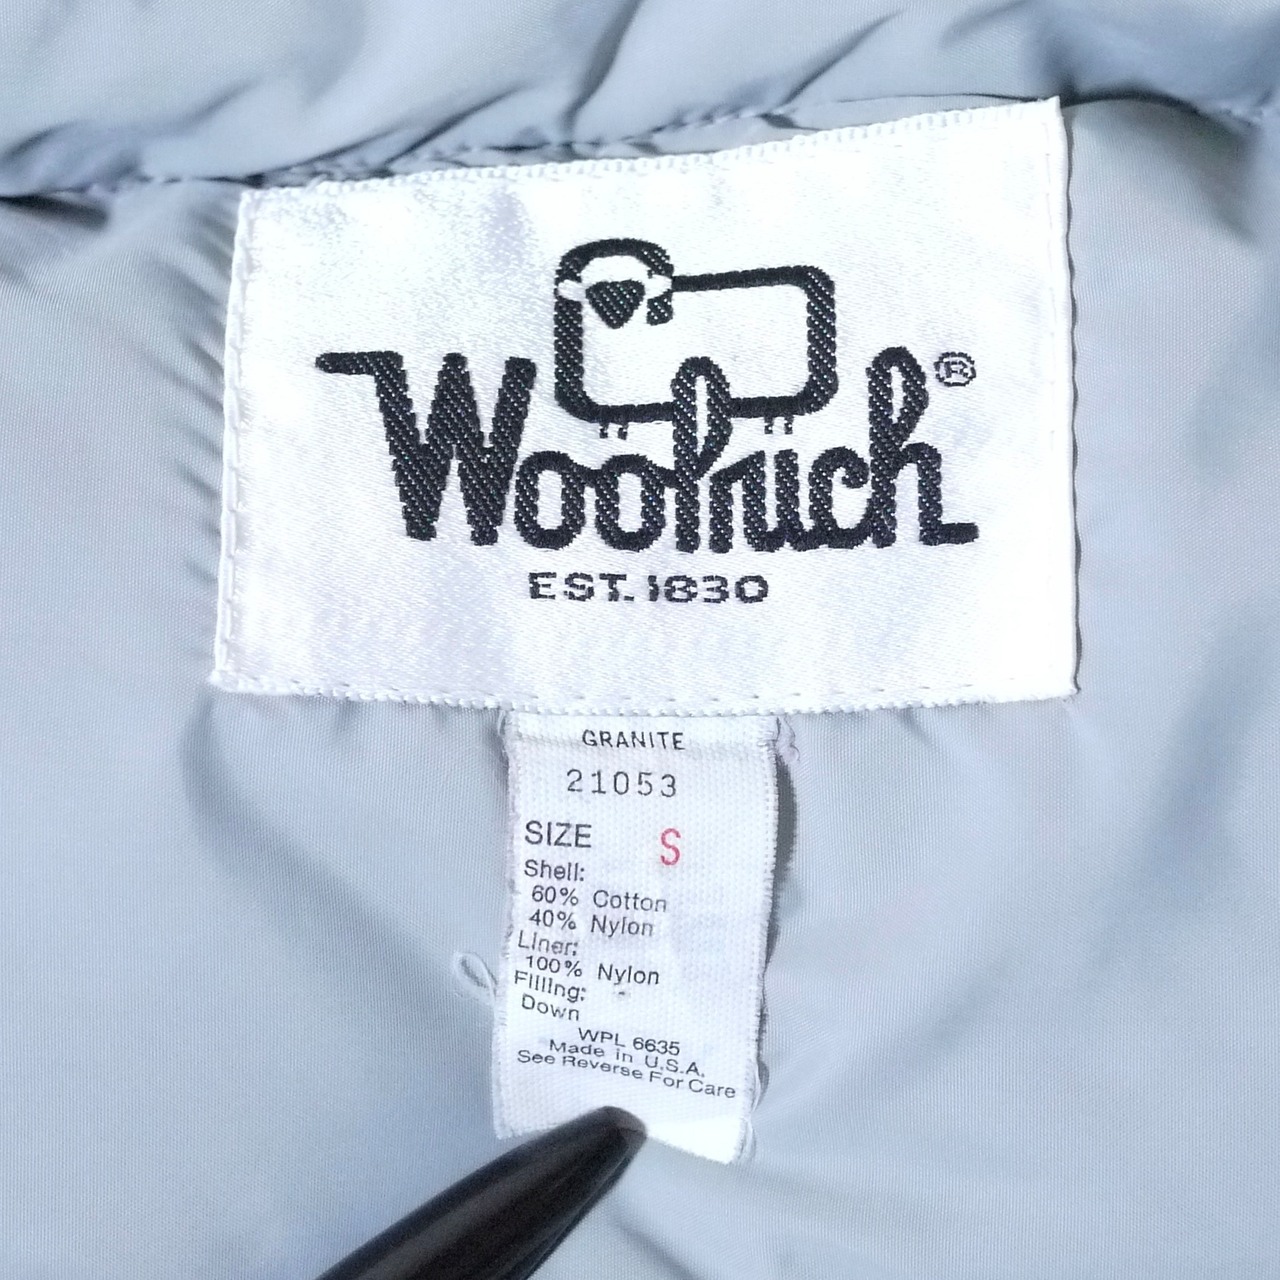 Woolrich®
EST. 1830
GRANITE
21053
SIZE S
Shell:
60% Cotton
40% Nylon
Liner:
100% Nylon
Filling:
Down
WPL 6635
Made in U.S.A.
See Reverse For Care